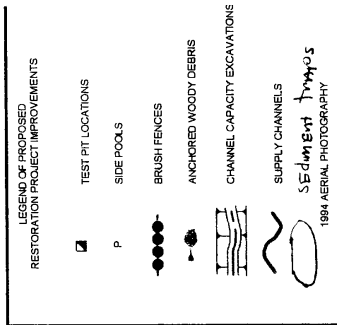 LEGEND OF PROPOSED
RESTORATION PROJECT IMPROVEMENTS
TEST PIT LOCATIONS
P SIDE POOLS
BRUSH FENCES
ANCHORED WOODY DEBRIS
CHANNEL CAPACITY EXCAVATIONS
SUPPLY CHANNELS
SEdiment Traps
1994 AERIAL PHOTOGRAPHY